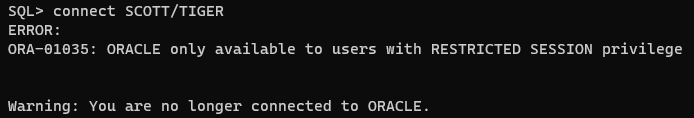 SQL> connect SCOTT/TIGER
ERROR:
ORA-01035: ORACLE only available to users with RESTRICTED SESSION privilege
Warning: You are no longer connected to ORACLE.